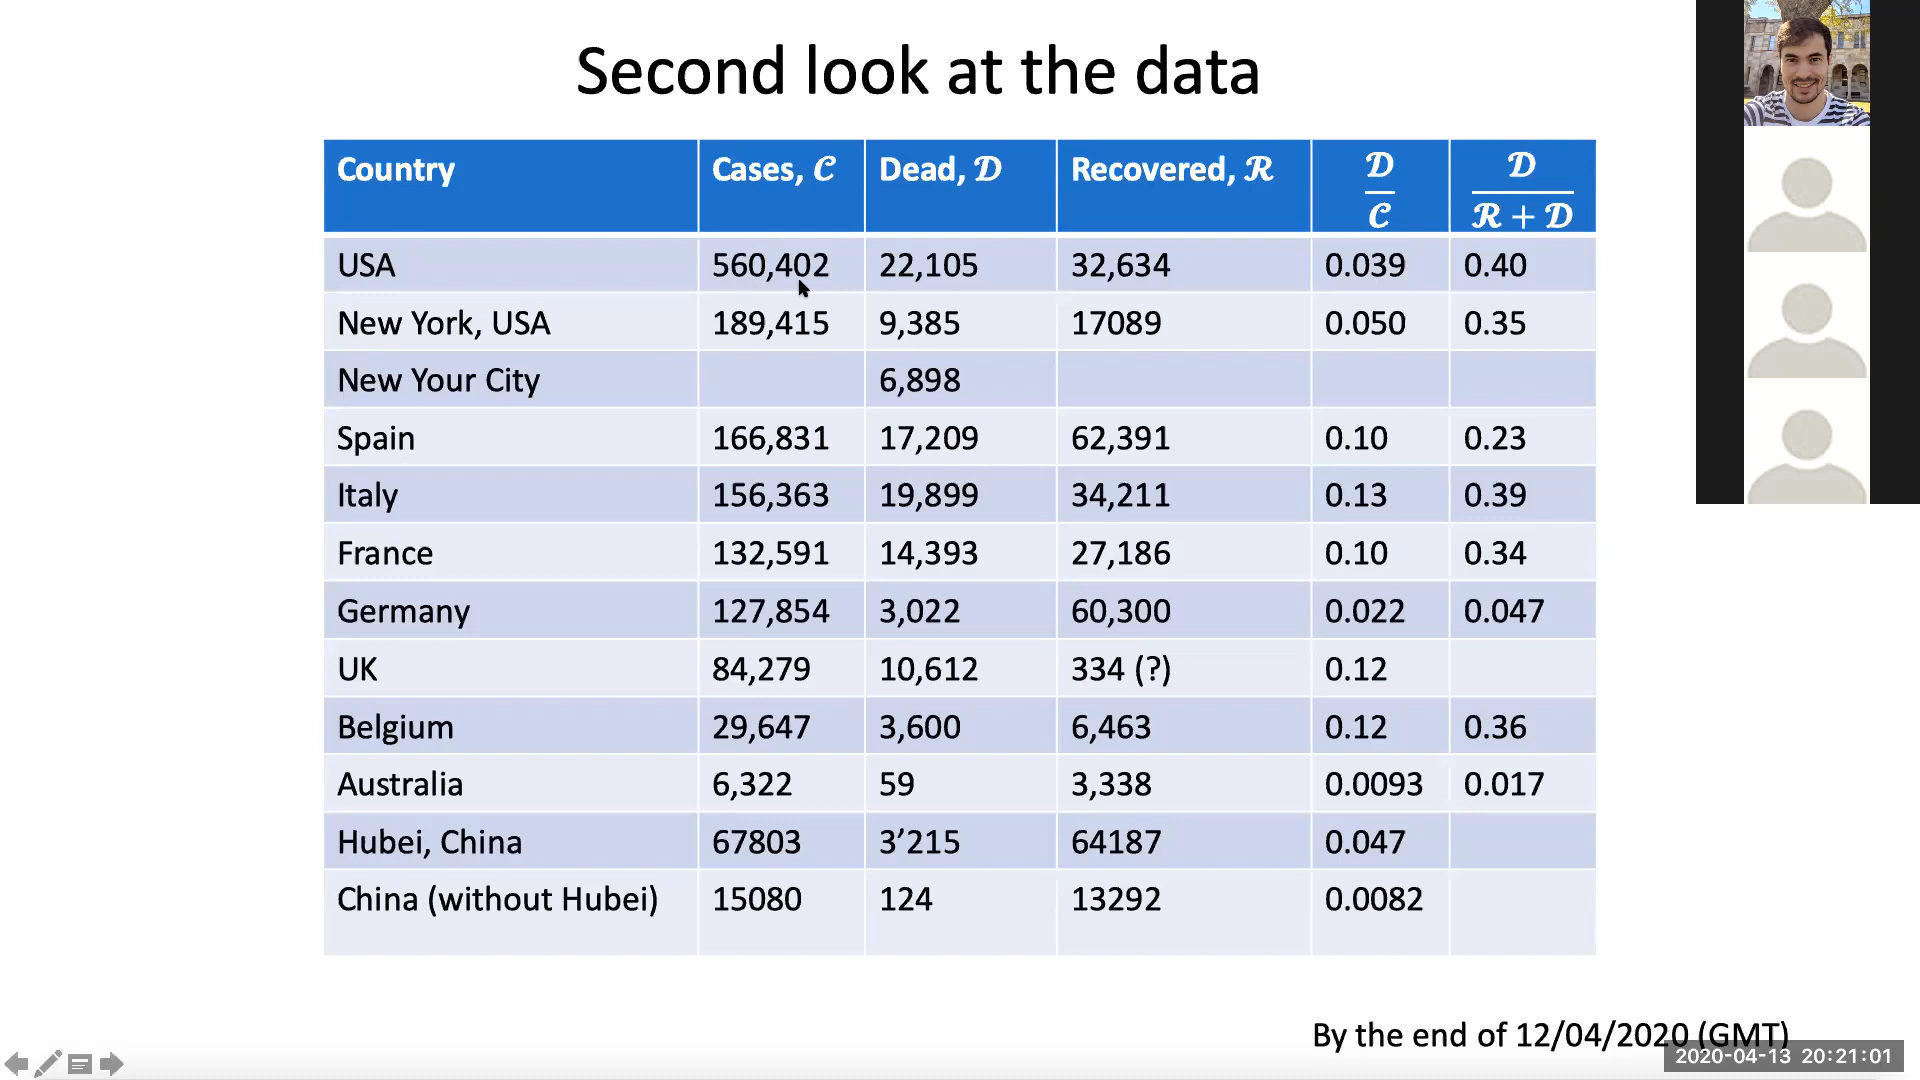 Second look at the data
Country Cases, 𝓒 Dead, 𝓓 Recovered, 𝓡 𝓓/𝓒 𝓓/(𝓡 + 𝓓)
USA 560,402 22,105 32,634 0.039 0.40
New York, USA 189,415 9,385 17089 0.050 0.35
New Your City 6,898
Spain 166,831 17,209 62,391 0.10 0.23
Italy 156,363 19,899 34,211 0.13 0.39
France 132,591 14,393 27,186 0.10 0.34
Germany 127,854 3,022 60,300 0.022 0.047
UK 84,279 10,612 334 (?) 0.12
Belgium 29,647 3,600 6,463 0.12 0.36
Australia 6,322 59 3,338 0.0093 0.017
Hubei, China 67803 3’215 64187 0.047
China (without Hubei) 15080 124 13292 0.0082
By the end of 12/04/2020 (GMT)
2020-04-13 20:21:01